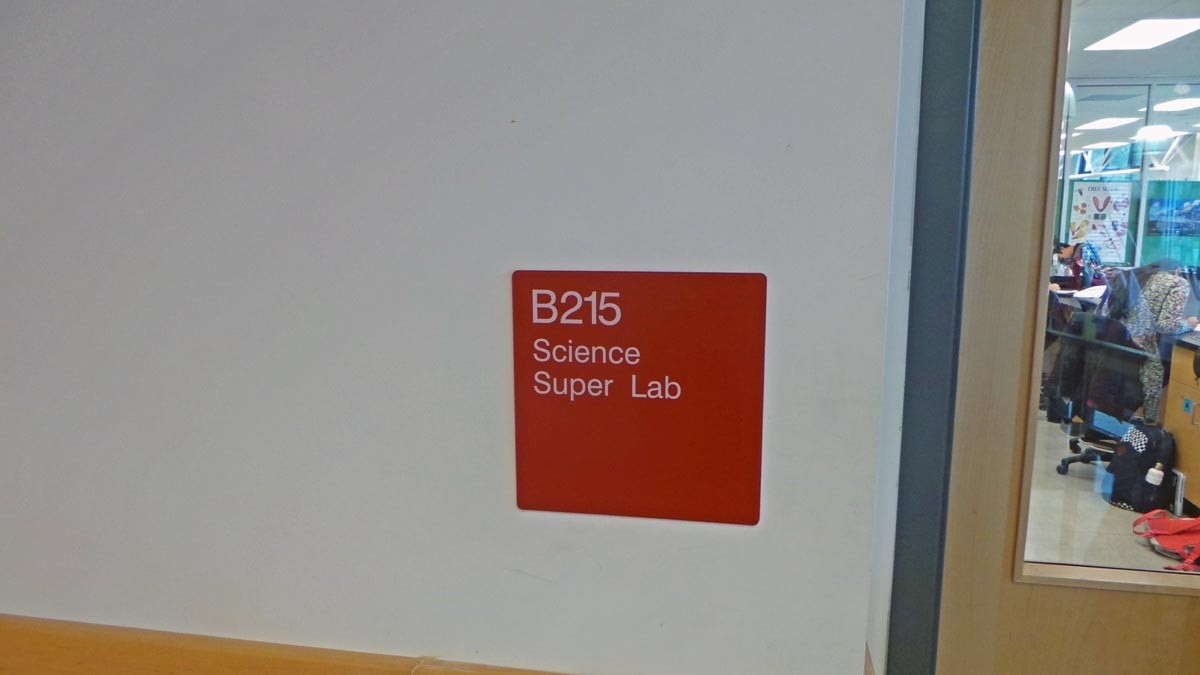 B215
Science
Super Lab